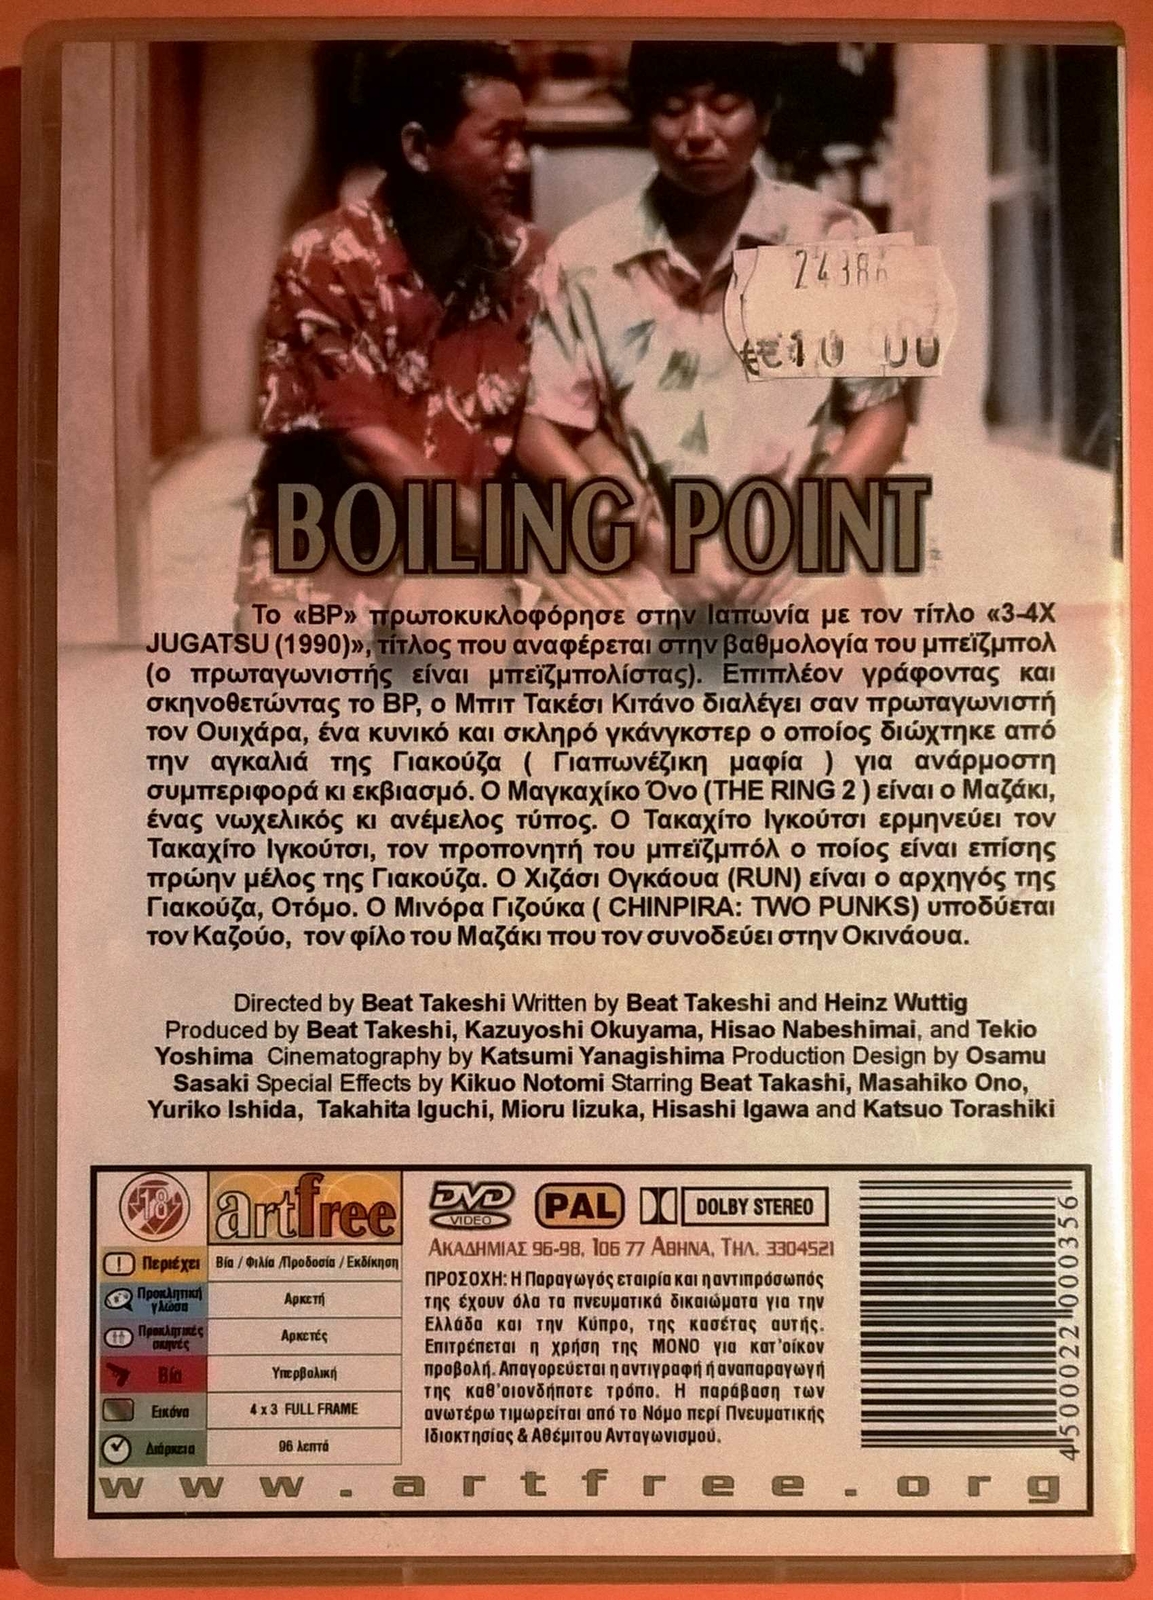 24386
€10 00
BOILING POINT
Το «BP» πρωτοκυκλοφόρησε στην Ιαπωνία με τον τίτλο «3-4X
JUGATSU (1990)», τίτλος που αναφέρεται στην βαθμολογία του μπεϊζμπολ
(ο πρωταγωνιστής είναι μπεϊζμπολίστας). Επιπλέον γράφοντας και
σκηνοθετώντας το BP, ο Μπιτ Τακέσι Κιτάνο διαλέγει σαν πρωταγωνιστή
τον Ουιχάρα, ένα κυνικό και σκληρό γκάνγκστερ ο οποίος διώχτηκε από
την αγκαλιά της Γιακούζα ( Γιαπωνέζικη μαφία ) για ανάρμοστη
συμπεριφορά κι εκβιασμό. Ο Μαγκαχίκο Όνο (THE RING 2 ) είναι ο Μαζάκι,
ένας νωχελικός κι ανέμελος τύπος. Ο Τακαχίτο Ιγκούτσι ερμηνεύει τον
Τακαχίτο Ιγκούτσι, τον προπονητή του μπεϊζμπόλ ο ποίος είναι επίσης
πρώην μέλος της Γιακούζα. Ο Χιζάσι Ογκάουα (RUN) είναι ο αρχηγός της
Γιακούζα, Οτόμο. Ο Μινόρα Γιζούκα ( CHINPIRA: TWO PUNKS) υποδύεται
τον Καζούο, τον φίλο του Μαζάκι που τον συνοδεύει στην Οκινάουα.
Directed by Beat Takeshi Written by Beat Takeshi and Heinz Wuttig
Produced by Beat Takeshi, Kazuyoshi Okuyama, Hisao Nabeshimai, and Tekio
Yoshima Cinematography by Katsumi Yanagishima Production Design by Osamu
Sasaki Special Effects by Kikuo Notomi Starring Beat Takashi, Masahiko Ono,
Yuriko Ishida, Takahita Iguchi, Mioru Iizuka, Hisashi Igawa and Katsuo Torashiki
18
artfree
Περιέχει Βία / Φιλία /Προδοσία / Εκδίκηση
Προκλητική γλώσα Αρκετή
Προκλητικές σκηνές Αρκετές
Βία Υπερβολική
Εικόνα 4 x 3 FULL FRAME
Διάρκεια 96 λεπτά
DVD VIDEO PAL DOLBY STEREO
ΑΚΑΔΗΜΙΑΣ 96-98, 106 77 ΑΘΗΝΑ, ΤΗΛ. 3304521
ΠΡΟΣΟΧΗ: Η Παραγωγός εταιρία και η αντιπρόσωπός
της έχουν όλα τα πνευματικά δικαιώματα για την
Ελλάδα και την Κύπρο, της κασέτας αυτής.
Επιτρέπεται η χρήση της ΜΟΝΟ για κατ'οίκον
προβολή. Απαγορεύεται η αντιγραφή ή αναπαραγωγή
της καθ'οιονδήποτε τρόπο. Η παράβαση των
ανωτέρω τιμωρείται από το Νόμο περί Πνευματικής
Ιδιοκτησίας & Αθέμιτου Ανταγωνισμού.
4 500022 000356
www.artfree.org